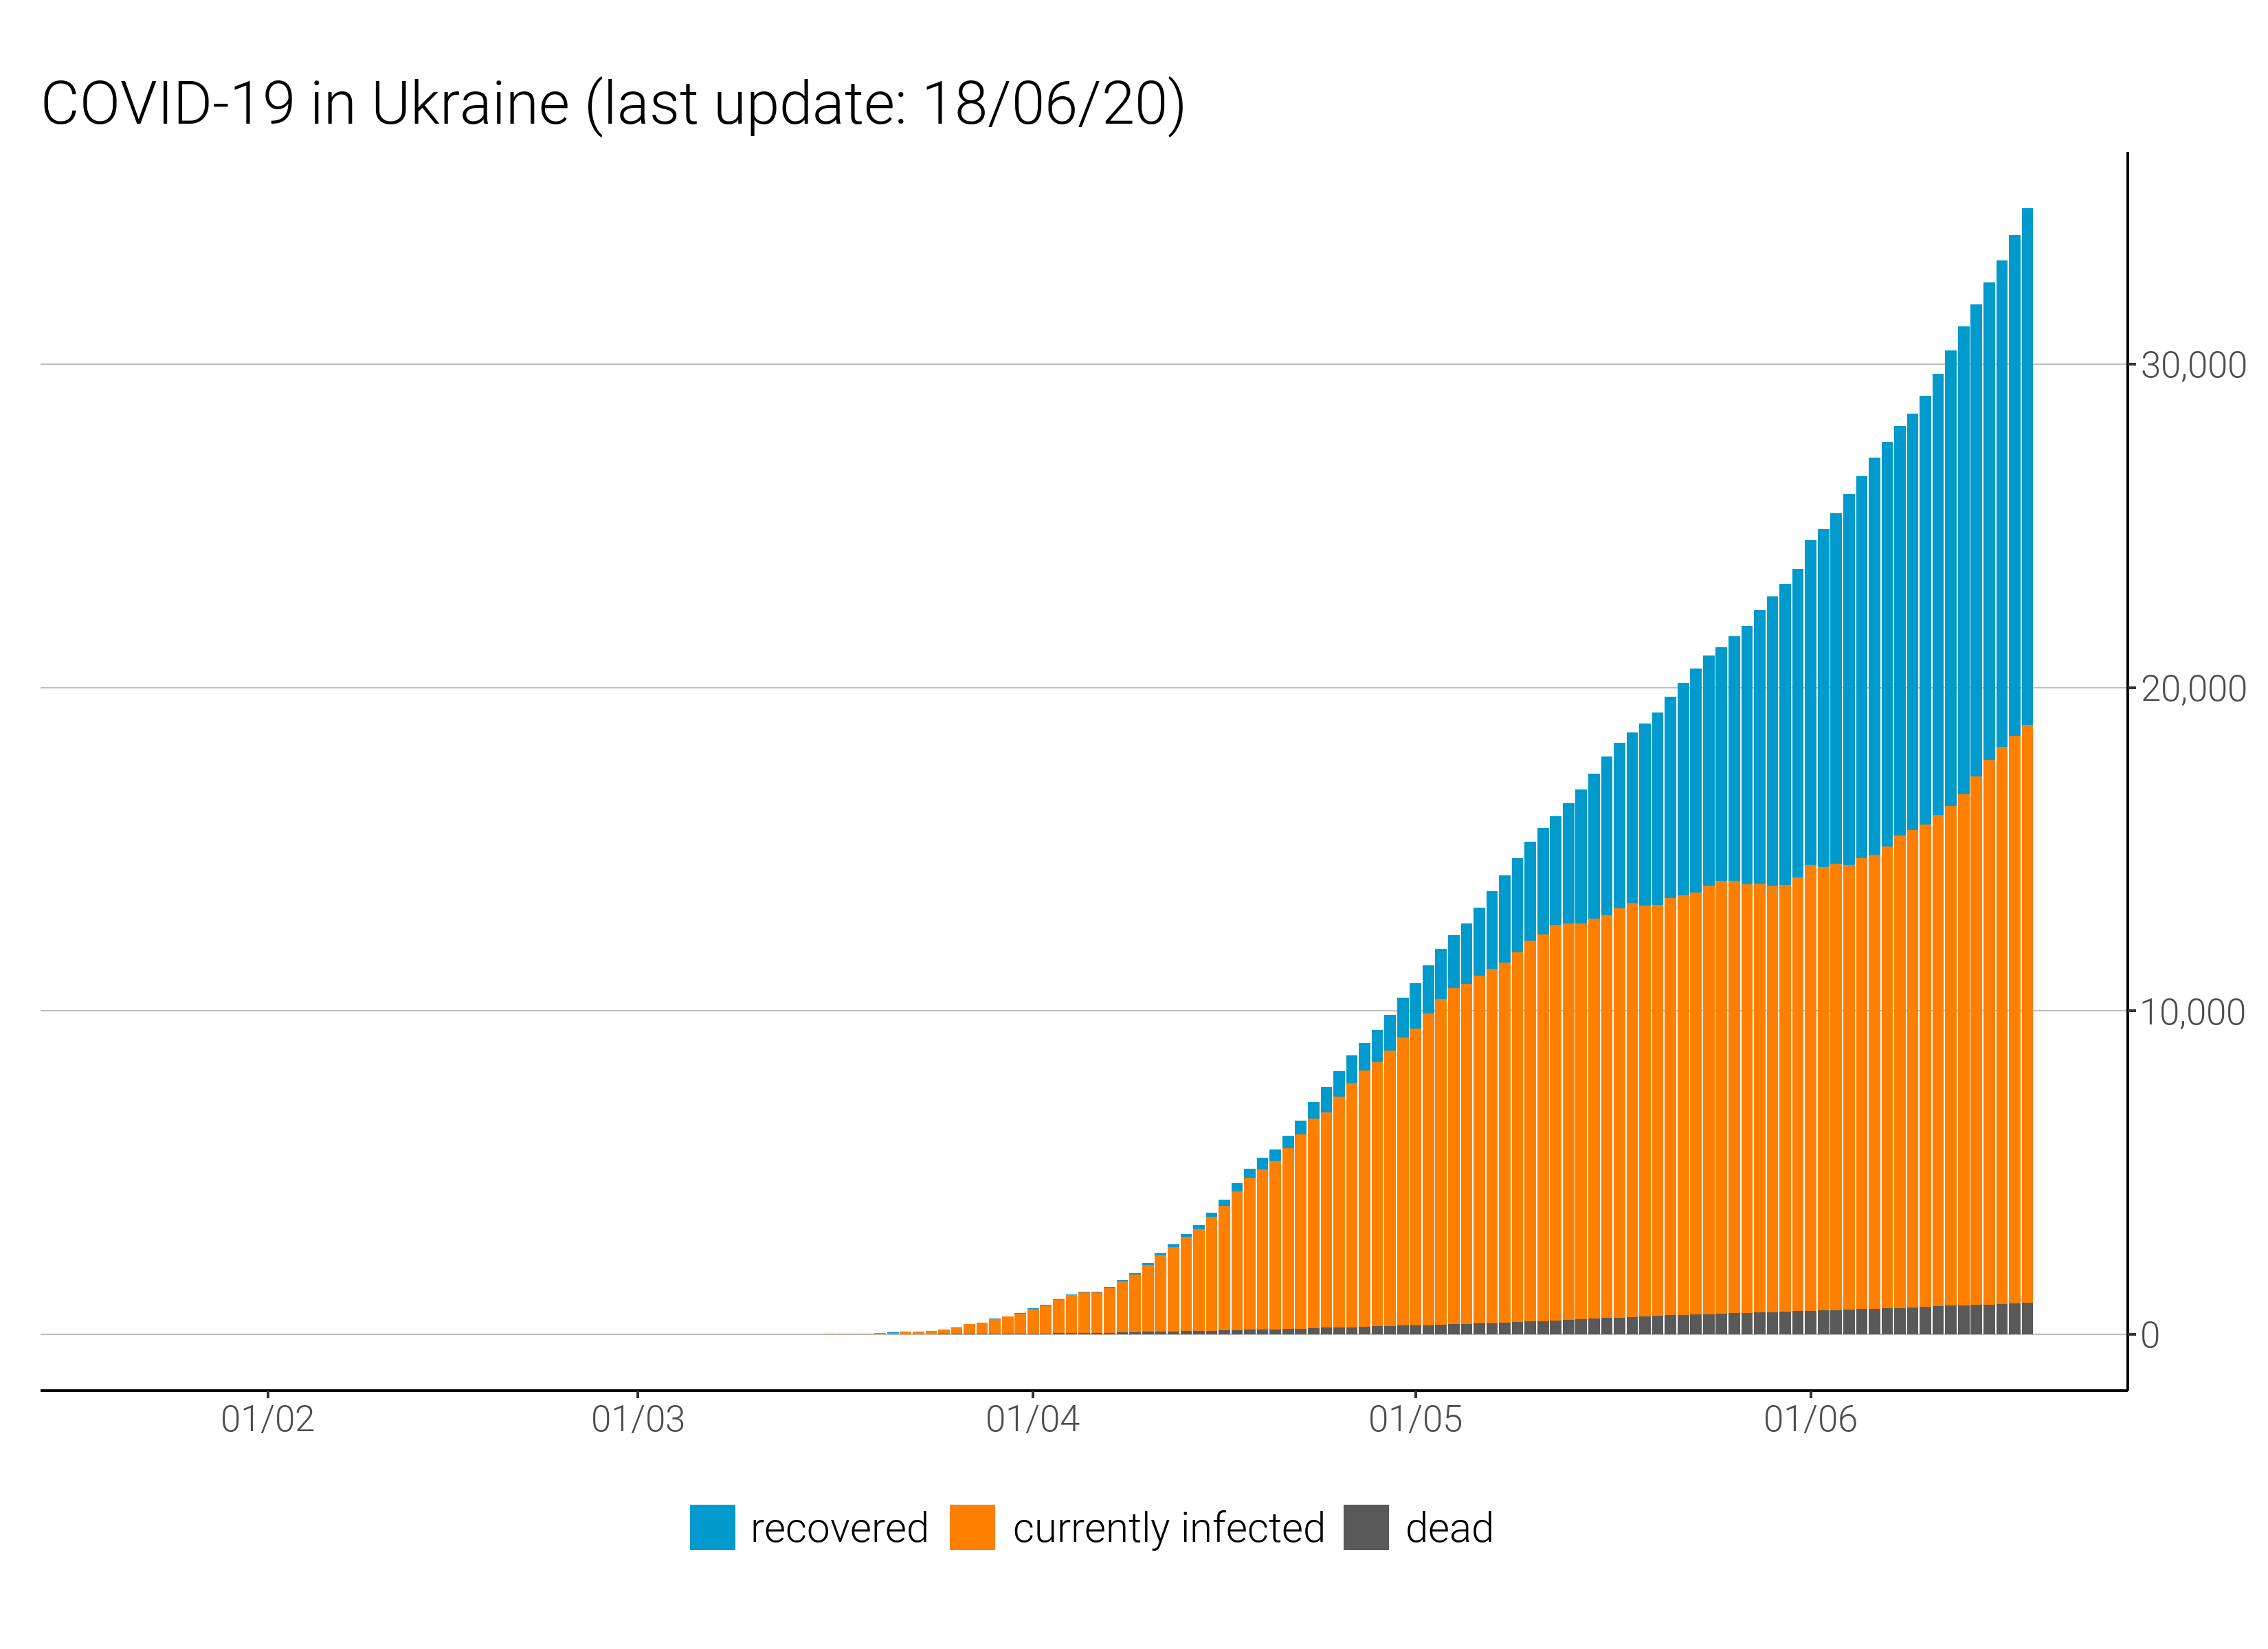 COVID-19 in Ukraine (last update: 18/06/20)
30,000
20,000
10,000
0
01/02 01/03 01/04 01/05 01/06
recovered currently infected dead